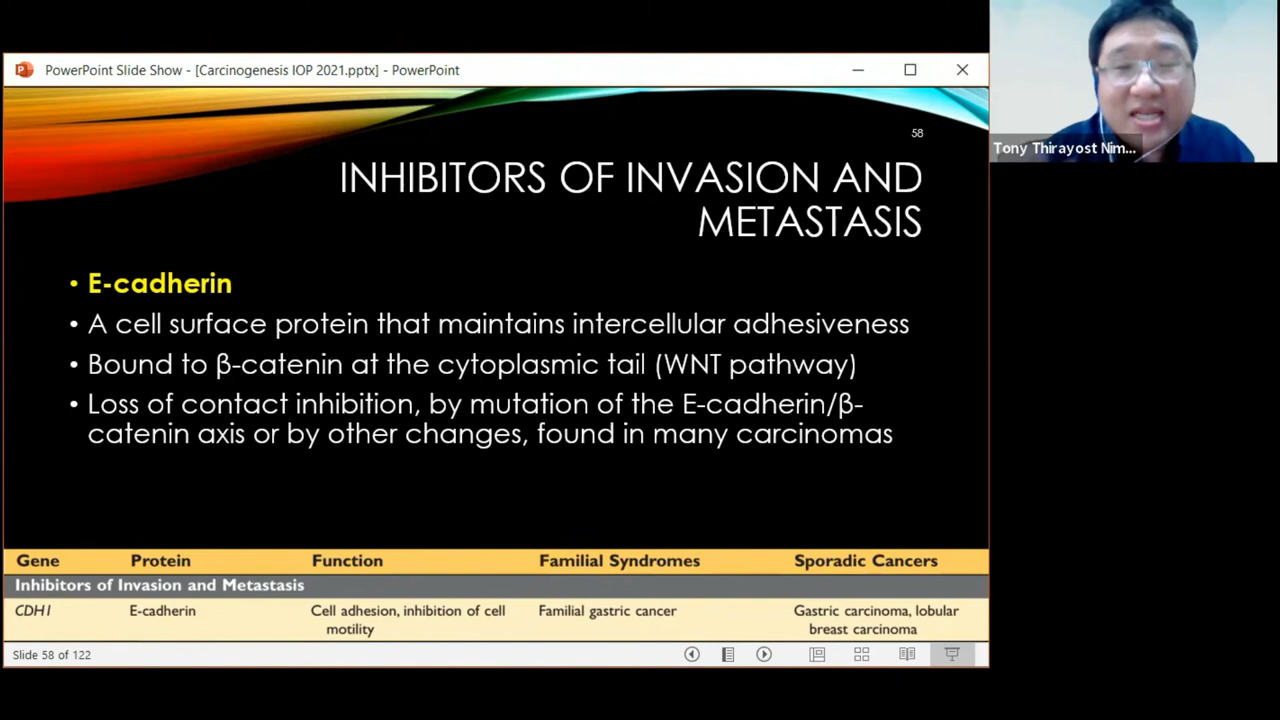 PowerPoint Slide Show - [Carcinogenesis IOP 2021.pptx] - PowerPoint
Tony Thirayost Nim...
58
INHIBITORS OF INVASION AND
METASTASIS
• E-cadherin
• A cell surface protein that maintains intercellular adhesiveness
• Bound to β-catenin at the cytoplasmic tail (WNT pathway)
• Loss of contact inhibition, by mutation of the E-cadherin/β-
catenin axis or by other changes, found in many carcinomas
Gene Protein Function Familial Syndromes Sporadic Cancers
Inhibitors of Invasion and Metastasis
CDH1 E-cadherin Cell adhesion, inhibition of cell Familial gastric cancer Gastric carcinoma, lobular
motility breast carcinoma
Slide 58 of 122